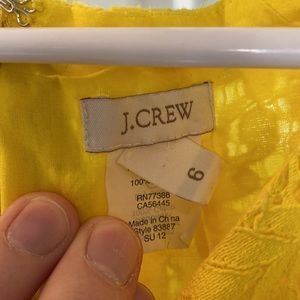 J.CREW
6
100%
RN77388
CA56445
Made in China
Style 83887
SU 12